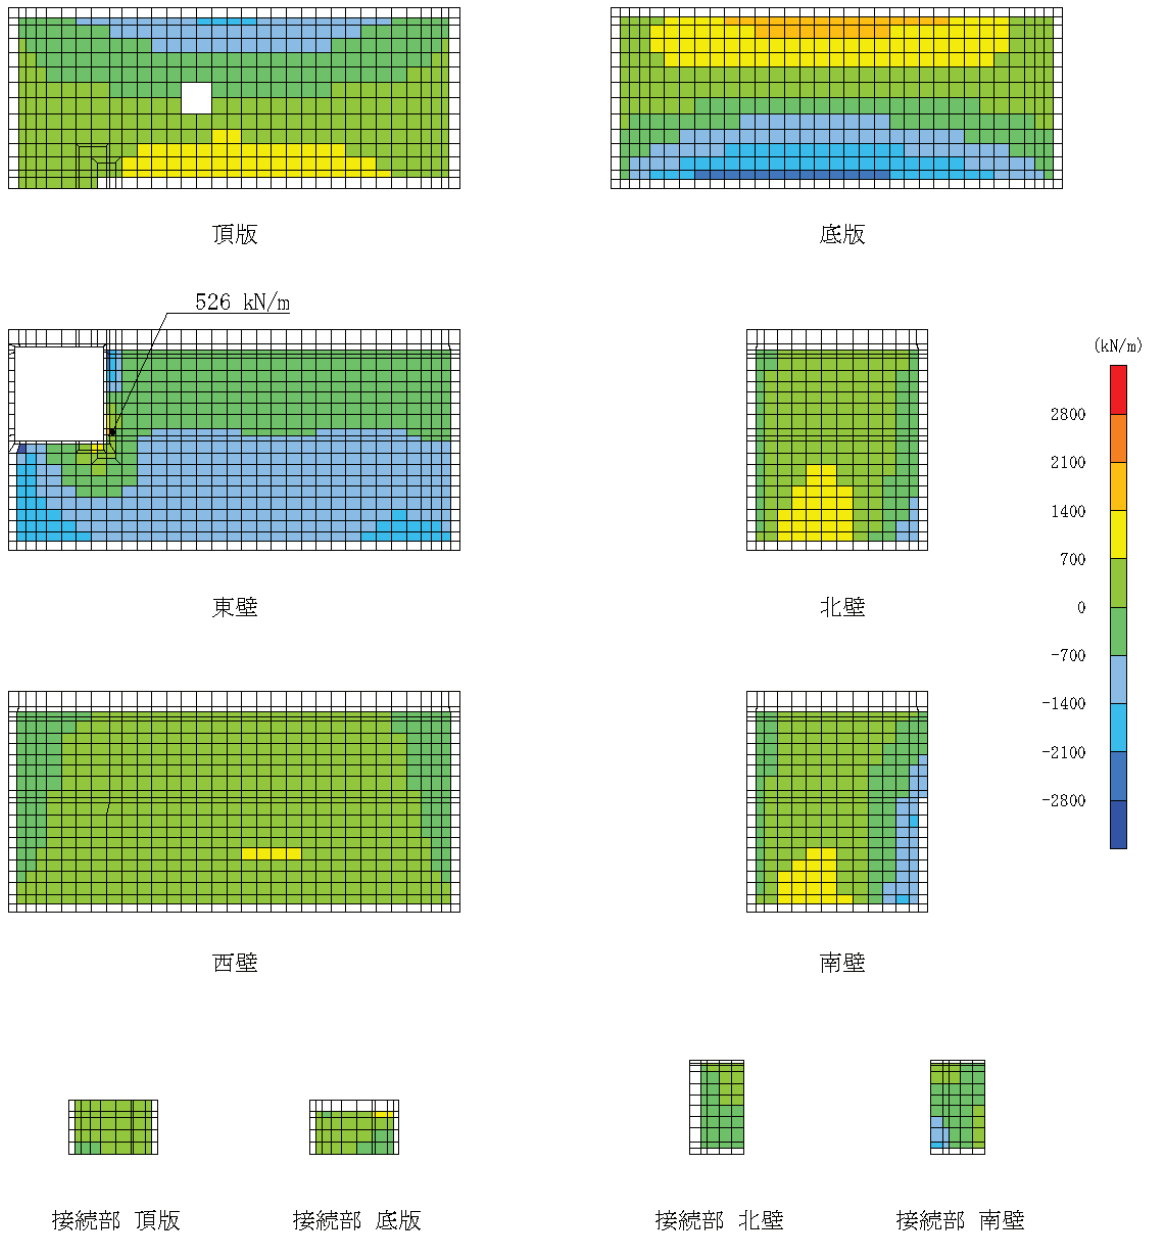 頂版
底版
526 kN/m
東壁
北壁
(kN/m)
2800
2100
1400
700
0
-700
-1400
-2100
-2800
西壁
南壁
接続部 頂版
接続部 底版
接続部 北壁
接続部 南壁